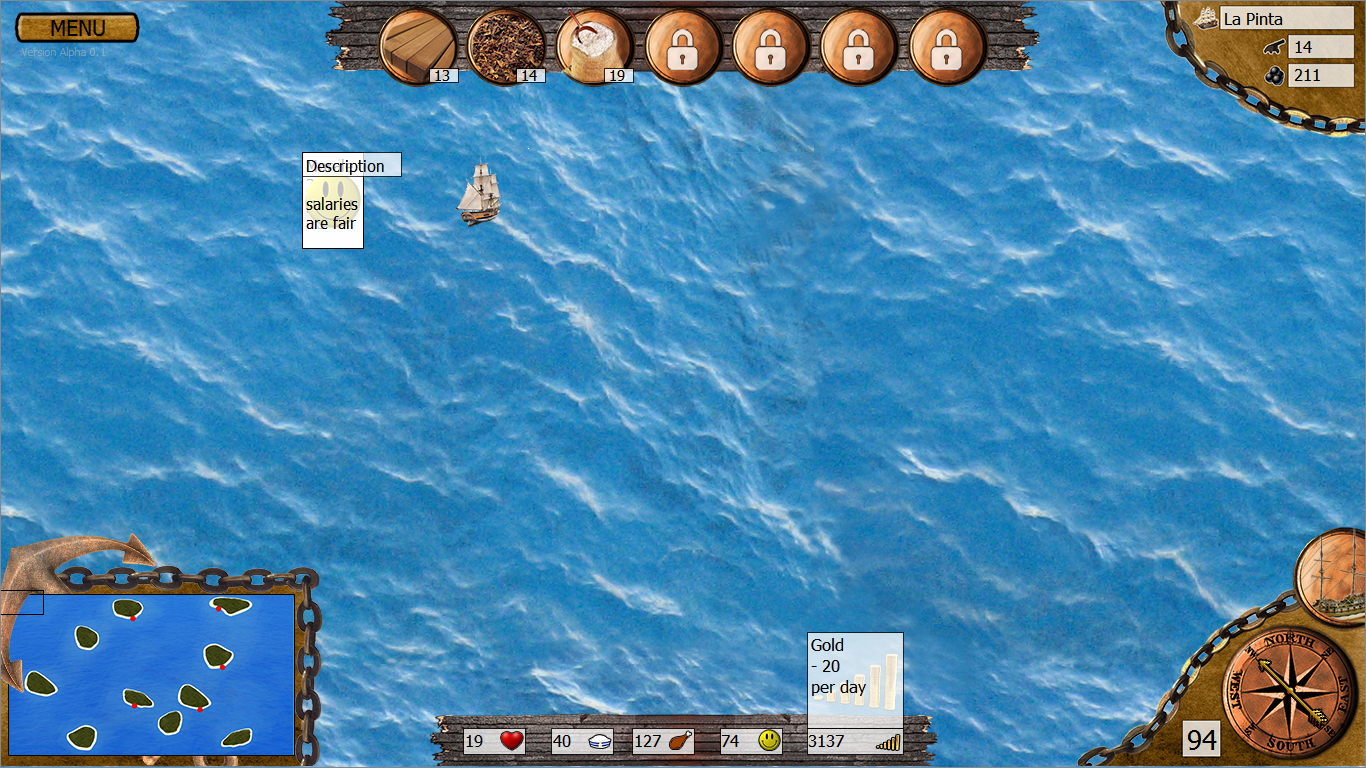 MENU
Version Alpha 0.1
13
14
19
La Pinta
14
211
Description
salaries
are fair
Gold
- 20
per day
19
40
127
74
3137
94
NORTH
WEST
EAST
SOUTH